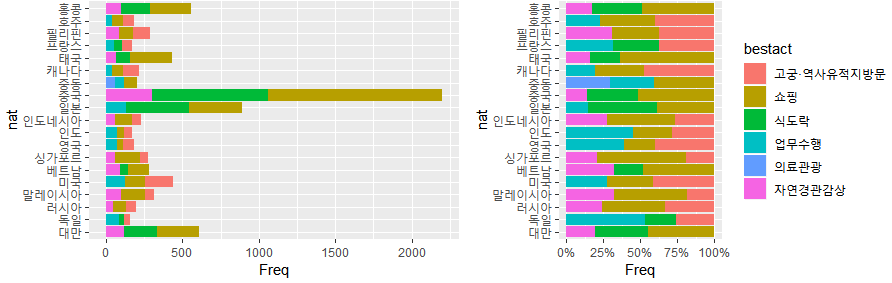 nat
홍콩
호주
필리핀
프랑스
태국
캐나다
중동
중국
일본
인도네시아
인도
영국
싱가포르
베트남
미국
말레이시아
러시아
독일
대만
0 500 1000 1500 2000
Freq
nat
홍콩
호주
필리핀
프랑스
태국
캐나다
중동
중국
일본
인도네시아
인도
영국
싱가포르
베트남
미국
말레이시아
러시아
독일
대만
0% 25% 50% 75% 100%
Freq
bestact
고궁·역사유적지방문
쇼핑
식도락
업무수행
의료관광
자연경관감상